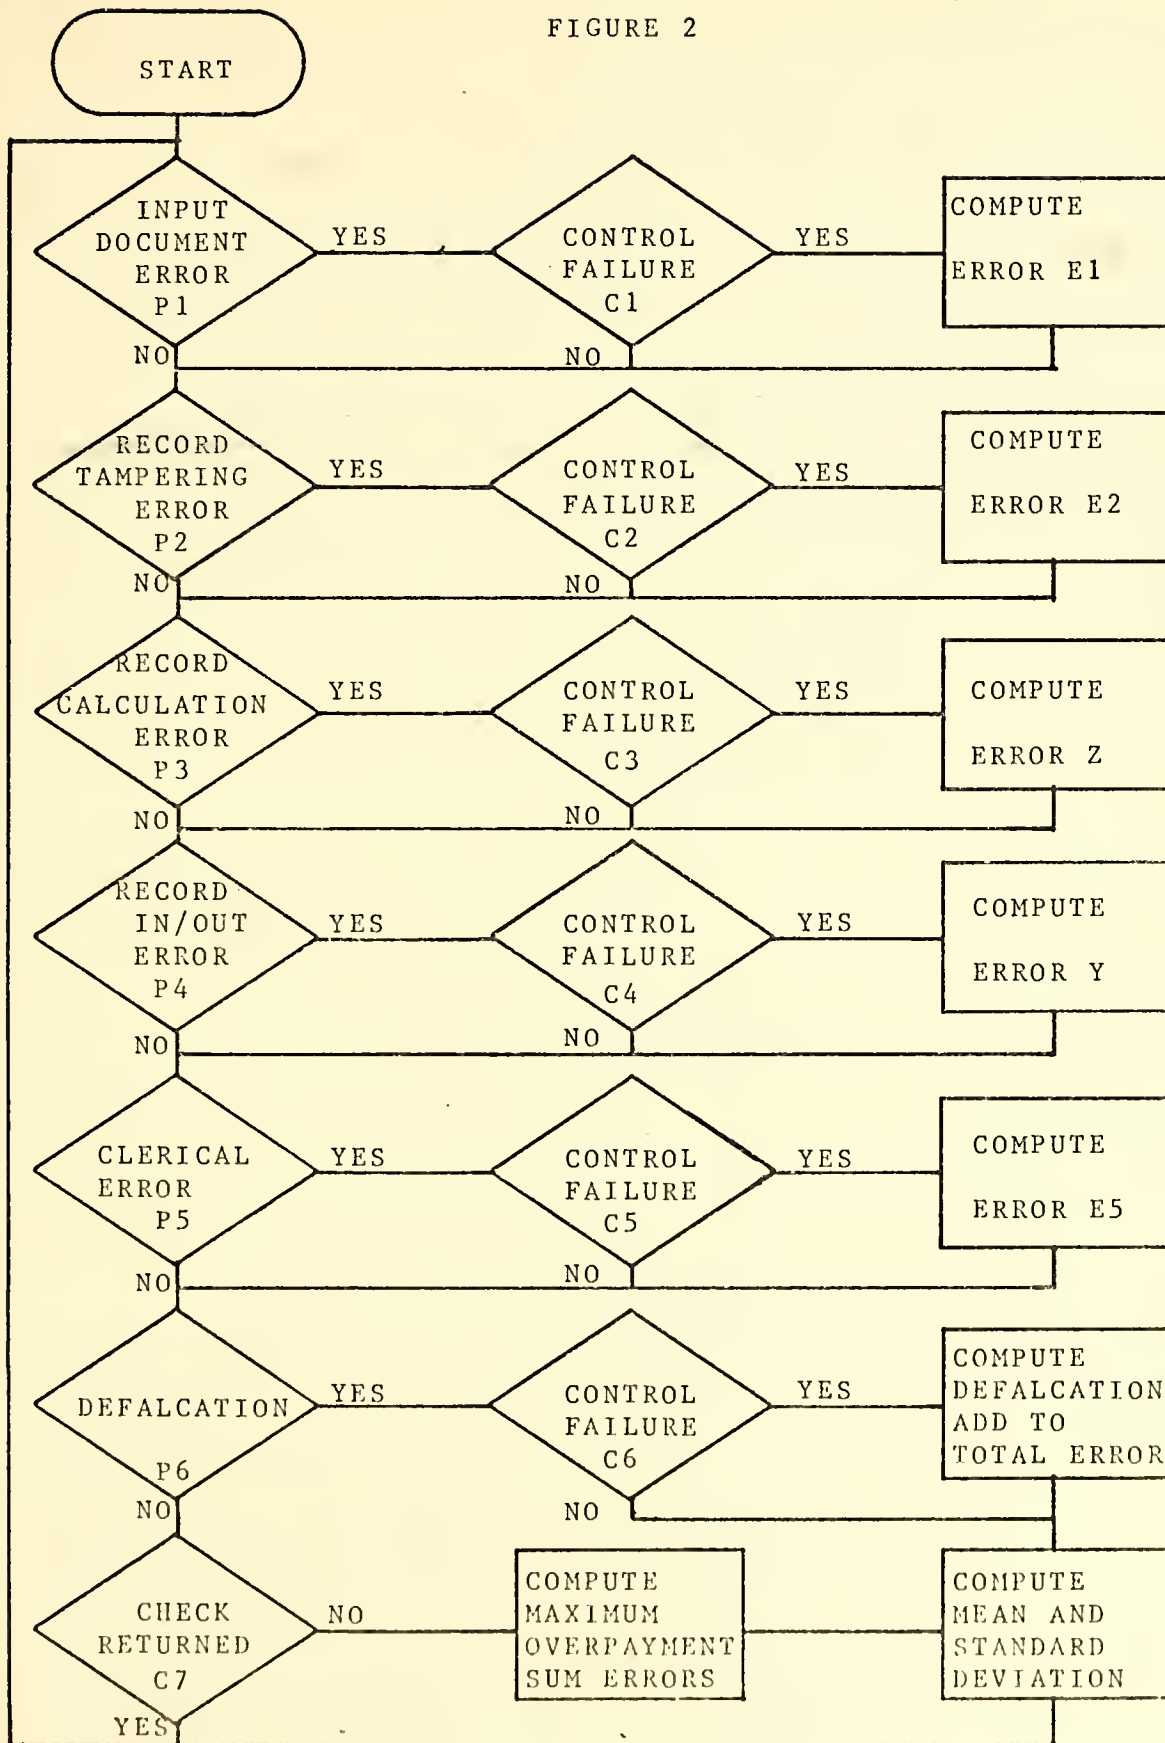 FIGURE 2
START
INPUT
DOCUMENT
ERROR
P1
YES
NO
CONTROL
FAILURE
C1
YES
NO
COMPUTE
ERROR E1
RECORD
TAMPERING
ERROR
P2
YES
NO
CONTROL
FAILURE
C2
YES
NO
COMPUTE
ERROR E2
RECORD
CALCULATION
ERROR
P3
YES
NO
CONTROL
FAILURE
C3
YES
NO
COMPUTE
ERROR Z
RECORD
IN/OUT
ERROR
P4
YES
NO
CONTROL
FAILURE
C4
YES
NO
COMPUTE
ERROR Y
CLERICAL
ERROR
P5
YES
NO
CONTROL
FAILURE
C5
YES
NO
COMPUTE
ERROR E5
DEFALCATION
P6
YES
NO
CONTROL
FAILURE
C6
YES
NO
COMPUTE
DEFALCATION
ADD TO
TOTAL ERROR
CHECK
RETURNED
C7
NO
YES
COMPUTE
MAXIMUM
OVERPAYMENT
SUM ERRORS
COMPUTE
MEAN AND
STANDARD
DEVIATION